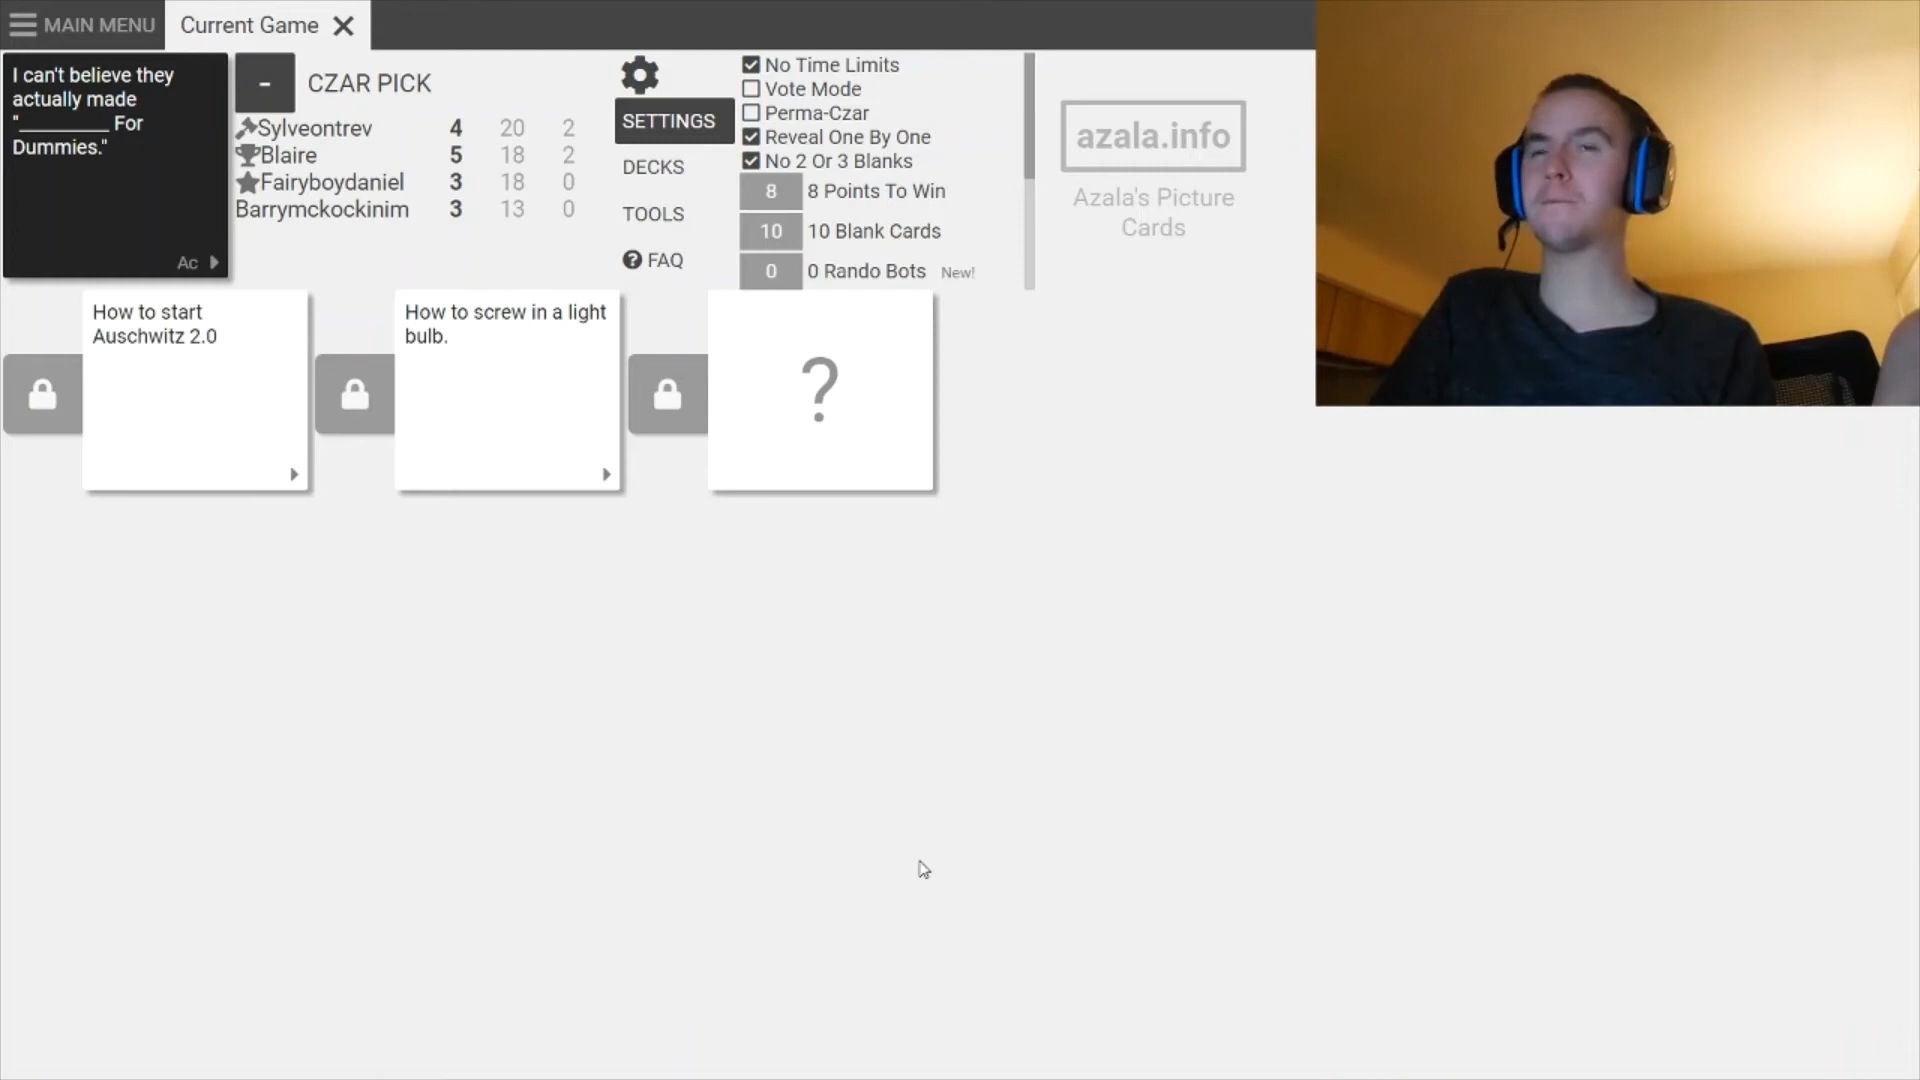 MAIN MENU
Current Game
I can't believe they
actually made
"_________ For
Dummies."
Ac
-
CZAR PICK
Sylveontrev 4 20 2
Blaire 5 18 2
Fairyboydaniel 3 18 0
Barrymckockinim 3 13 0
SETTINGS
DECKS
TOOLS
? FAQ
No Time Limits
Vote Mode
Perma-Czar
Reveal One By One
No 2 Or 3 Blanks
8 8 Points To Win
10 10 Blank Cards
0 0 Rando Bots New!
azala.info
Azala's Picture
Cards
How to start
Auschwitz 2.0
How to screw in a light
bulb.
?